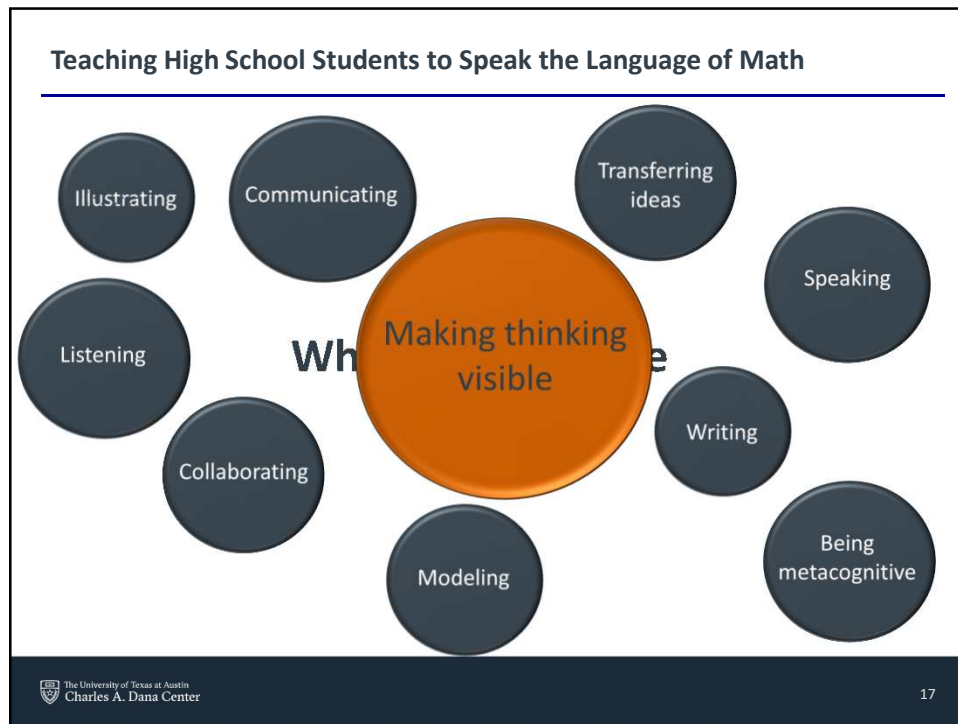 Teaching High School Students to Speak the Language of Math
Illustrating
Communicating
Transferring
ideas
Speaking
Making thinking
visible
Listening
Writing
Collaborating
Being
metacognitive
Modeling
The University of Texas at Austin
Charles A. Dana Center
17